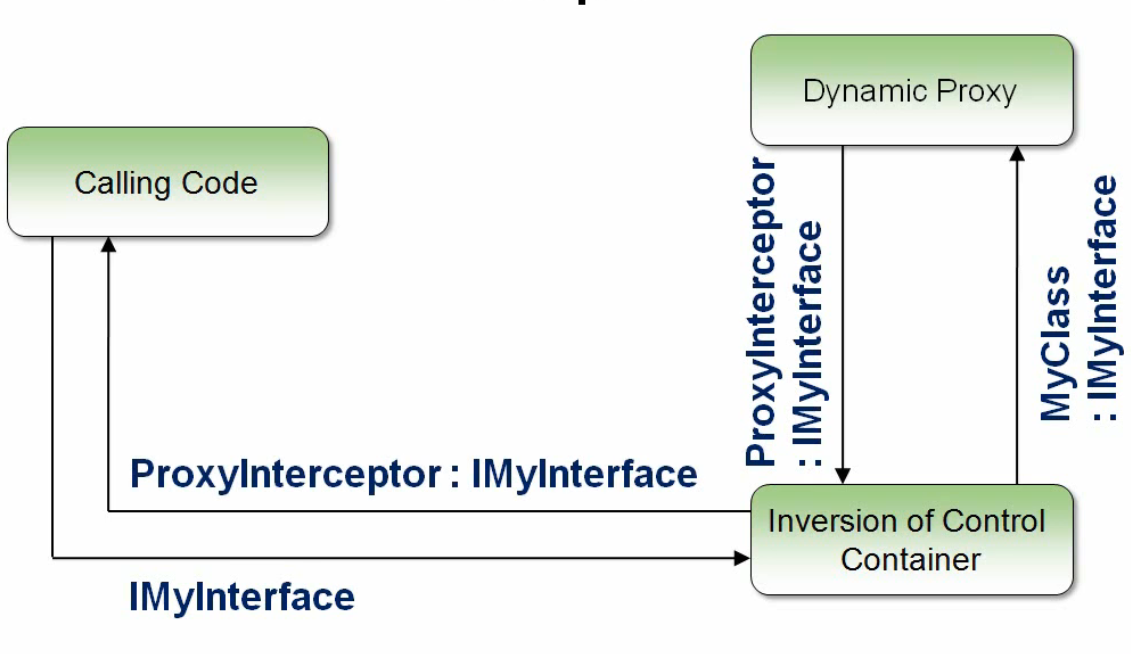 Dynamic Proxy
Calling Code
ProxyInterceptor
: IMyInterface
MyClass
: IMyInterface
ProxyInterceptor : IMyInterface
Inversion of Control
Container
IMyInterface